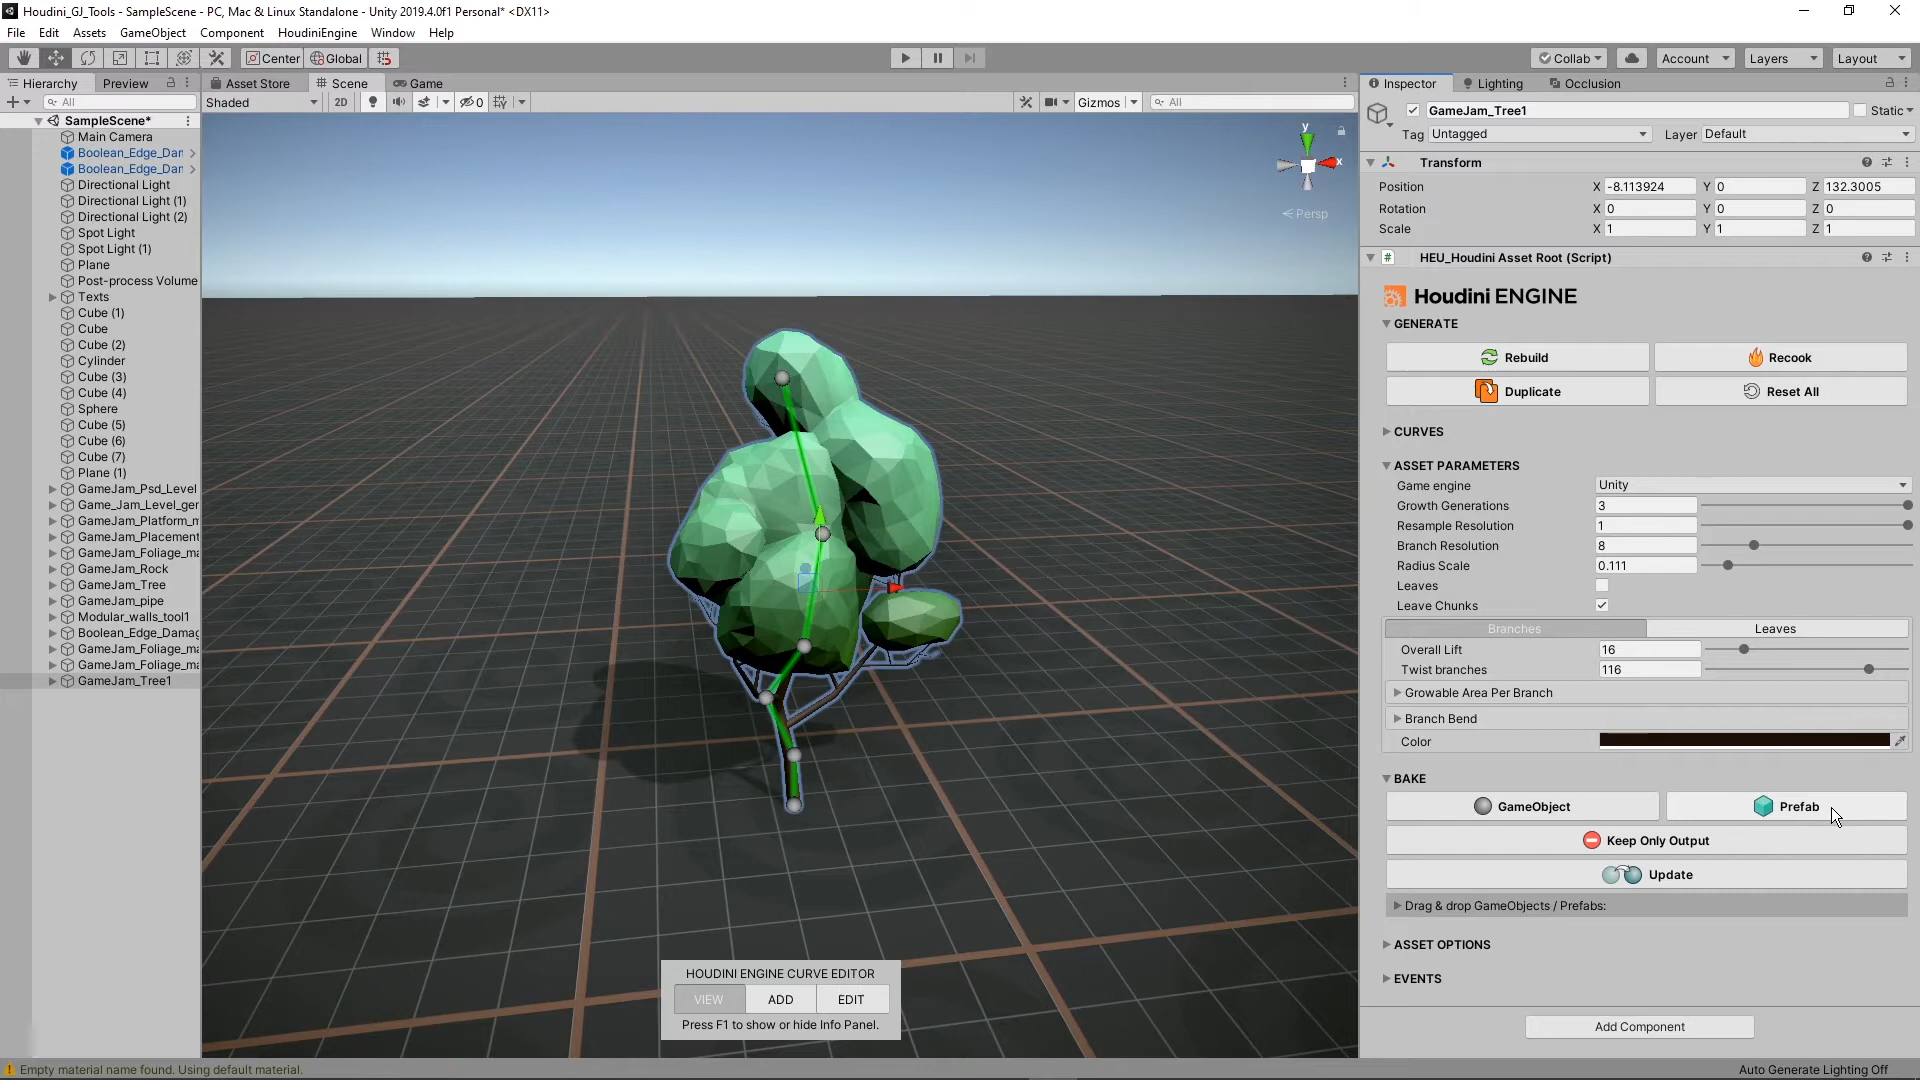 Houdini_GJ_Tools - SampleScene - PC, Mac & Linux Standalone - Unity 2019.4.0f1 Personal* <DX11>
File Edit Assets GameObject Component HoudiniEngine Window Help
Center Global Collab Account Layers Layout
Hierarchy Preview Asset Store Scene Game Inspector Lighting Occlusion
All Shaded 2D 0 Gizmos All
SampleScene*
Main Camera
Boolean_Edge_Dar
Boolean_Edge_Dar
Directional Light
Directional Light (1)
Directional Light (2)
Spot Light
Spot Light (1)
Plane
Post-process Volume
Texts
Cube (1)
Cube
Cube (2)
Cylinder
Cube (3)
Cube (4)
Sphere
Cube (5)
Cube (6)
Cube (7)
Plane (1)
GameJam_Psd_Level
Game_Jam_Level_ger
GameJam_Platform_m
GameJam_Placement
GameJam_Foliage_ma
GameJam_Rock
GameJam_Tree
GameJam_pipe
Modular_walls_tool1
Boolean_Edge_Damag
GameJam_Foliage_ma
GameJam_Foliage_ma
GameJam_Tree1
y
x
Persp
HOUDINI ENGINE CURVE EDITOR
VIEW ADD EDIT
Press F1 to show or hide Info Panel.
GameJam_Tree1 Static
Tag Untagged Layer Default
Transform
Position X -8.113924 Y 0 Z 132.3005
Rotation X 0 Y 0 Z 0
Scale X 1 Y 1 Z 1
# HEU_Houdini Asset Root (Script)
Houdini ENGINE
GENERATE
Rebuild Recook
Duplicate Reset All
CURVES
ASSET PARAMETERS
Game engine Unity
Growth Generations 3
Resample Resolution 1
Branch Resolution 8
Radius Scale 0.111
Leaves
Leave Chunks
Branches Leaves
Overall Lift 16
Twist branches 116
Growable Area Per Branch
Branch Bend
Color
BAKE
GameObject Prefab
Keep Only Output
Update
Drag & drop GameObjects / Prefabs:
ASSET OPTIONS
EVENTS
Add Component
Empty material name found. Using default material.
Auto Generate Lighting Off